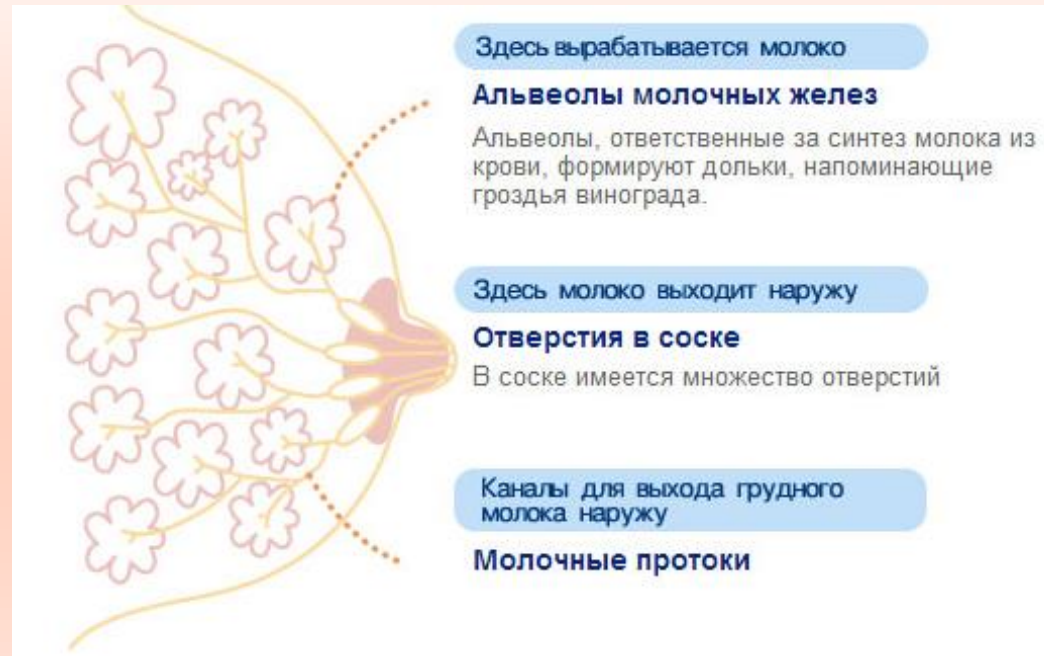 Здесь вырабатывается молоко
Альвеолы молочных желез
Альвеолы, ответственные за синтез молока из
крови, формируют дольки, напоминающие
гроздья винограда.
Здесь молоко выходит наружу
Отверстия в соске
В соске имеется множество отверстий
Каналы для выхода грудного
молока наружу
Молочные протоки